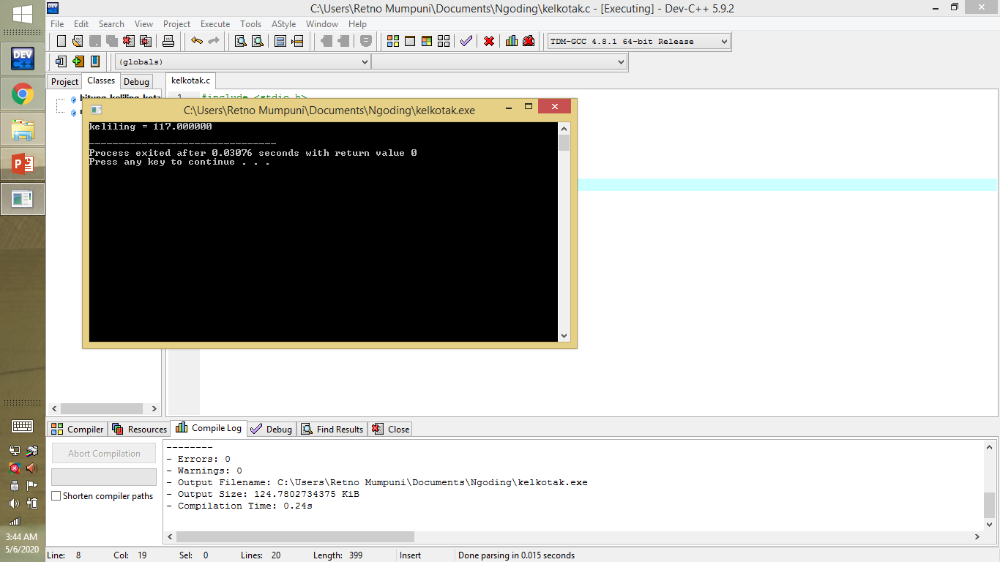 C:\Users\Retno Mumpuni\Documents\Ngoding\kelkotak.c - [Executing] - Dev-C++ 5.9.2
File Edit Search View Project Execute Tools AStyle Window Help
DEV C++
TDM-GCC 4.8.1 64-bit Release
(globals)
Project Classes Debug
kelkotak.c
hitung_keliling_kota
1 #include <stdio.h>
C:\Users\Retno Mumpuni\Documents\Ngoding\kelkotak.exe
keliling = 117.000000
--------------------------------
Process exited after 0.03076 seconds with return value 0
Press any key to continue . . .
Compiler Resources Compile Log Debug Find Results Close
Abort Compilation
Shorten compiler paths
--------
- Errors: 0
- Warnings: 0
- Output Filename: C:\Users\Retno Mumpuni\Documents\Ngoding\kelkotak.exe
- Output Size: 124.7802734375 KiB
- Compilation Time: 0.24s
3:44 AM
5/6/2020
Line: 8 Col: 19 Sel: 0 Lines: 20 Length: 399 Insert Done parsing in 0.015 seconds